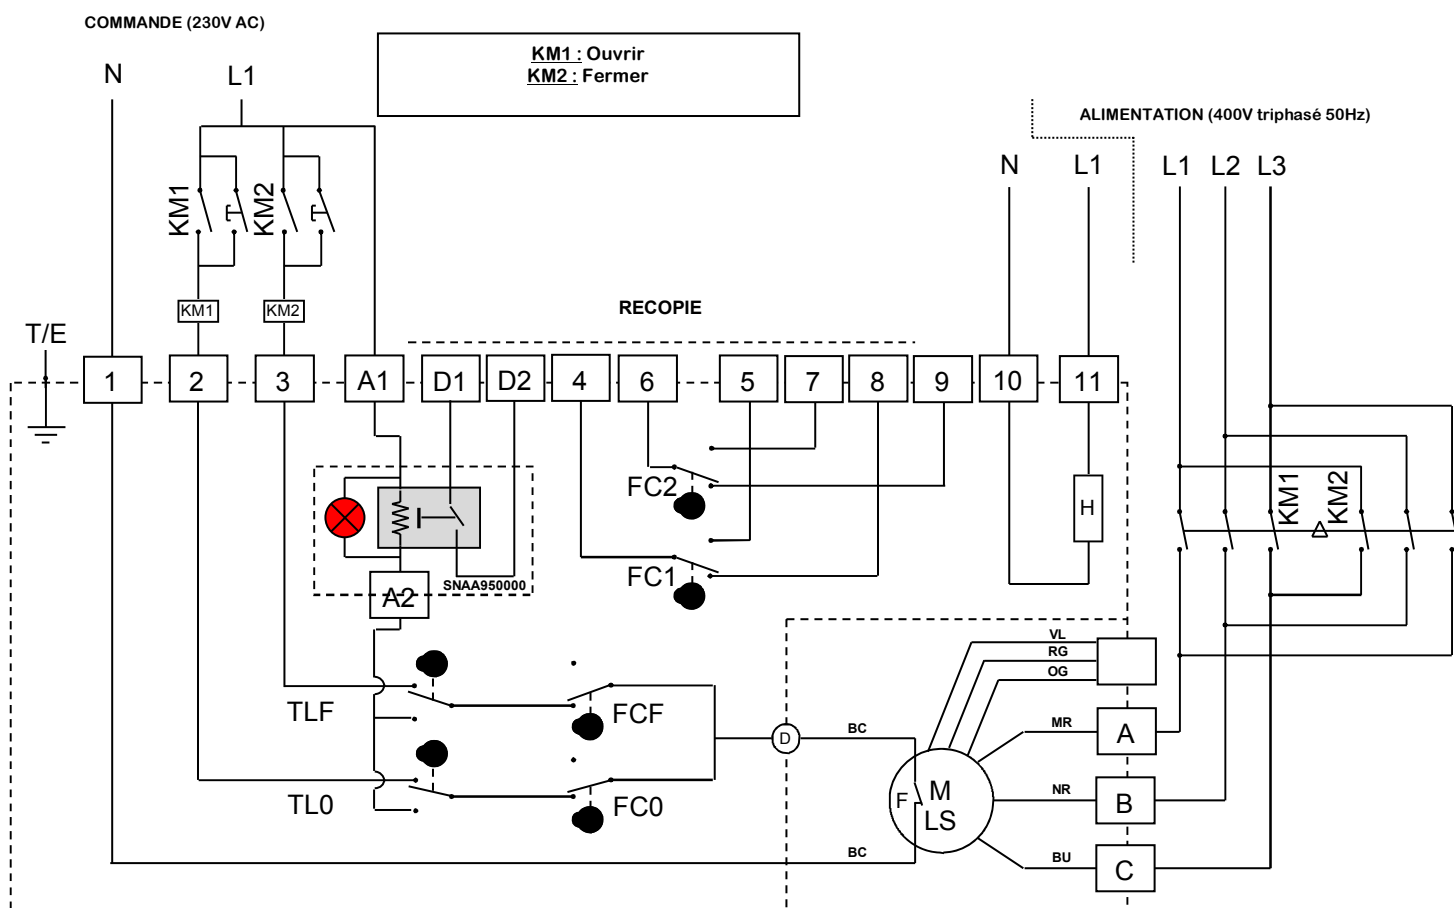 COMMANDE (230V AC)
KM1 : Ouvrir
KM2 : Fermer
ALIMENTATION (400V triphasé 50Hz)
N
L1
N
L1
L1
L2
L3
KM1
KM2
KM1
KM2
RECOPIE
T/E
1
2
3
A1
D1
D2
4
6
5
7
8
9
10
11
FC2
FC1
H
KM1
KM2
SNAA950000
A2
VL
RG
OG
TLF
FCF
D
BC
MR
A
TL0
FC0
F
M
LS
NR
B
BC
BU
C